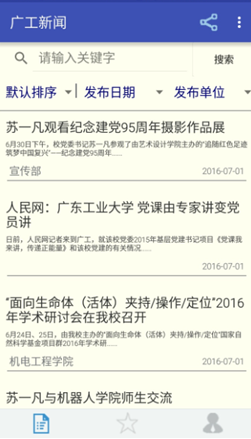 广工新闻
请输入关键字
搜索
默认排序
发布日期
发布单位
苏一凡观看纪念建党95周年摄影作品展
6月30日下午，校党委书记苏一凡参观了由艺术设计学院主办的“追随红色足迹
筑梦中国复兴”——纪念建党95周年......
宣传部
2016-07-01
人民网：广东工业大学 党课由专家讲变党
员讲
日前，人民网记者来到广工，就该校党委2015年基层党建书记项目《党课我
来讲，传递正能量》和该校党建的有关情况......
2016-07-01
“面向生命体（活体）夹持/操作/定位”2016
年学术研讨会在我校召开
6月24日、25日，由我校主办的“面向生命体（活体）夹持/操作/定位”国家自
然科学基金项目群2016年学术研......
机电工程学院
2016-07-01
苏一凡与机器人学院师生交流